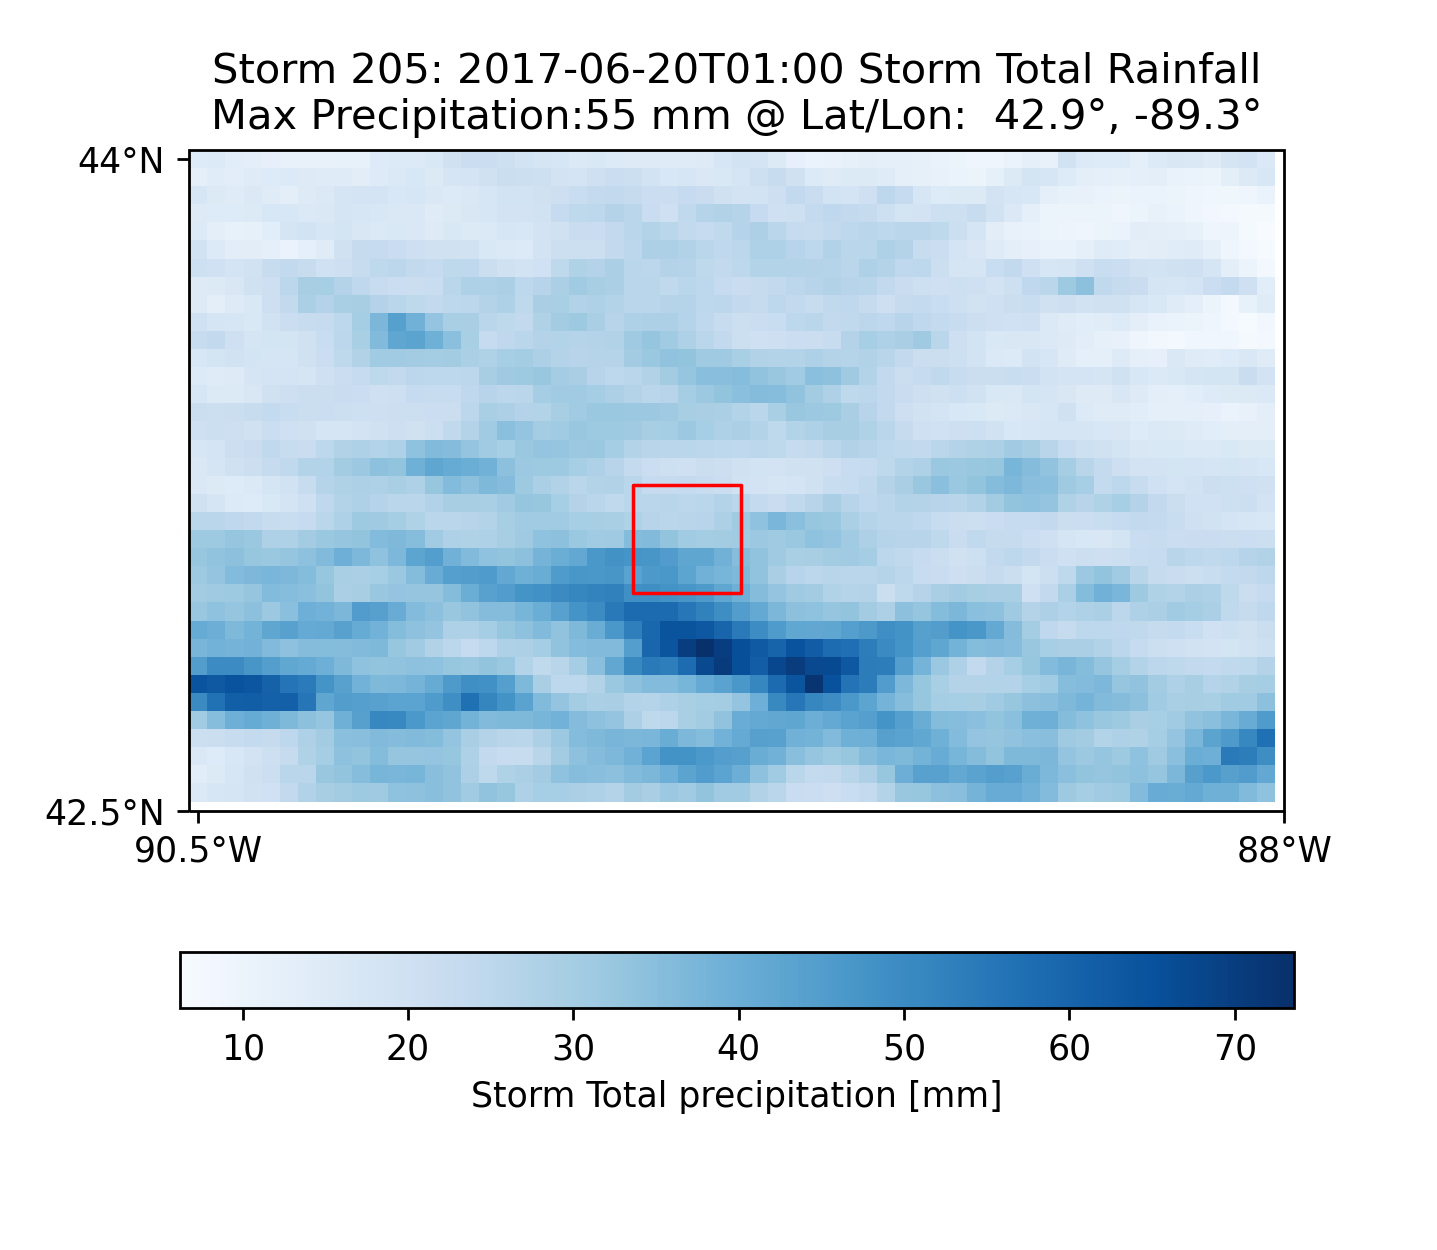 Storm 205: 2017-06-20T01:00 Storm Total Rainfall
Max Precipitation:55 mm @ Lat/Lon:  42.9°, -89.3°
44°N
42.5°N
90.5°W 88°W
10 20 30 40 50 60 70
Storm Total precipitation [mm]